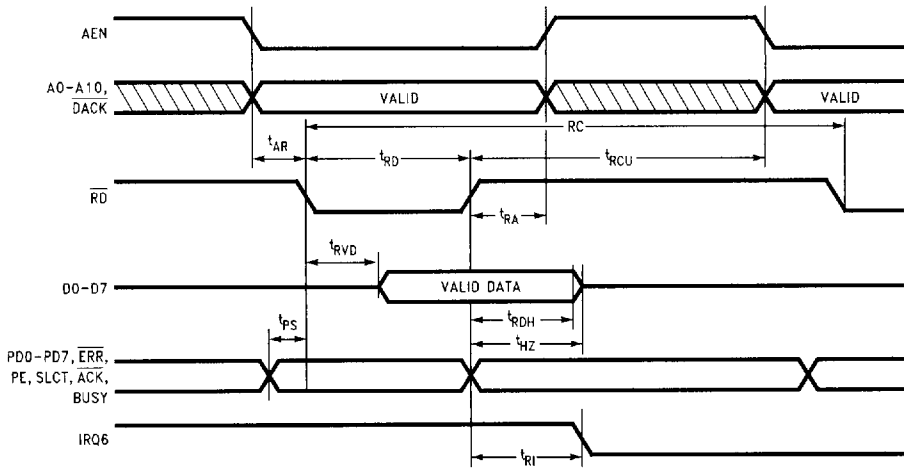 AEN
A0-A10,
DACK
VALID
VALID
RC
tAR
tRD
tRCU
RD
tRA
tRVD
D0-D7
VALID DATA
tRDH
tHZ
tPS
PD0-PD7, ERR,
PE, SLCT, ACK,
BUSY
IRQ6
tRI